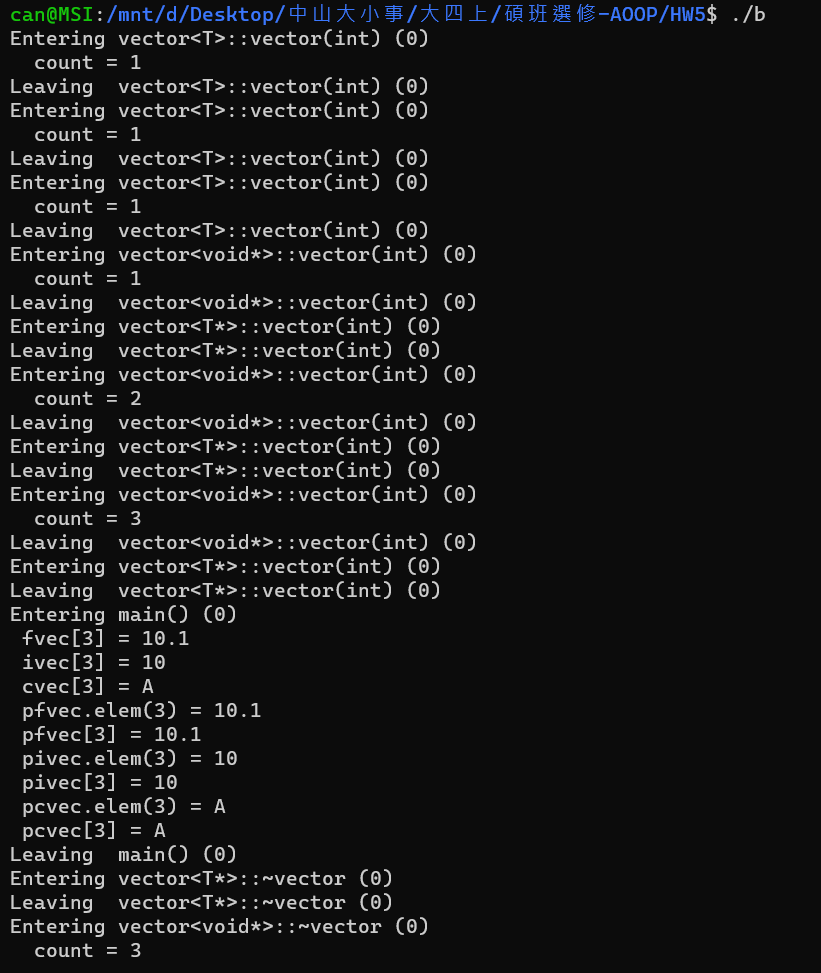 can@MSI:/mnt/d/Desktop/中山大小事/大四上/碩班選修-AOOP/HW5$ ./b
Entering vector<T>::vector(int) (0)
  count = 1
Leaving  vector<T>::vector(int) (0)
Entering vector<T>::vector(int) (0)
  count = 1
Leaving  vector<T>::vector(int) (0)
Entering vector<T>::vector(int) (0)
  count = 1
Leaving  vector<T>::vector(int) (0)
Entering vector<void*>::vector(int) (0)
  count = 1
Leaving  vector<void*>::vector(int) (0)
Entering vector<T*>::vector(int) (0)
Leaving  vector<T*>::vector(int) (0)
Entering vector<void*>::vector(int) (0)
  count = 2
Leaving  vector<void*>::vector(int) (0)
Entering vector<T*>::vector(int) (0)
Leaving  vector<T*>::vector(int) (0)
Entering vector<void*>::vector(int) (0)
  count = 3
Leaving  vector<void*>::vector(int) (0)
Entering vector<T*>::vector(int) (0)
Leaving  vector<T*>::vector(int) (0)
Entering main() (0)
 fvec[3] = 10.1
 ivec[3] = 10
 cvec[3] = A
 pfvec.elem(3) = 10.1
 pfvec[3] = 10.1
 pivec.elem(3) = 10
 pivec[3] = 10
 pcvec.elem(3) = A
 pcvec[3] = A
Leaving  main() (0)
Entering vector<T*>::~vector (0)
Leaving  vector<T*>::~vector (0)
Entering vector<void*>::~vector (0)
  count = 3